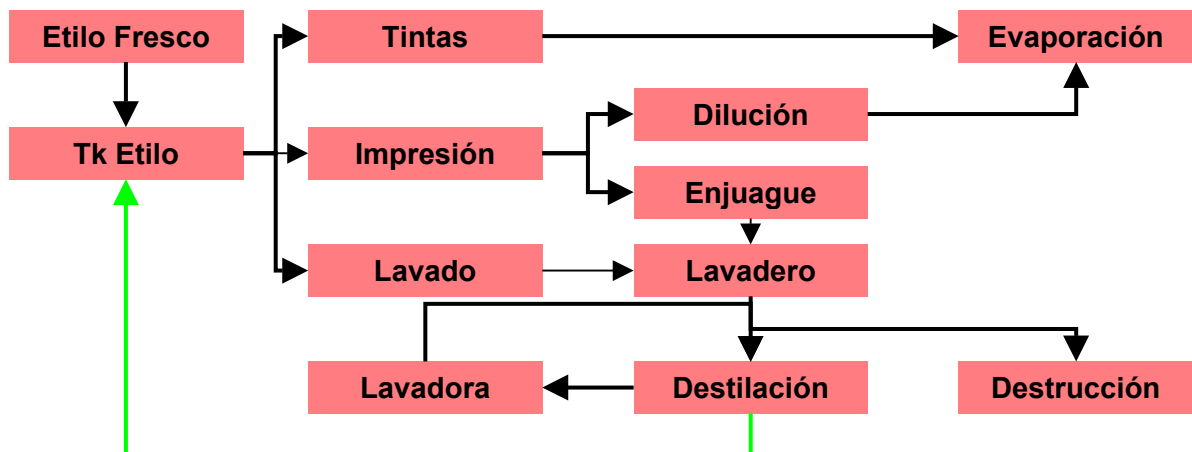 Etilo Fresco
Tintas
Evaporación
Dilución
Tk Etilo
Impresión
Enjuague
Lavado
Lavadero
Lavadora
Destilación
Destrucción